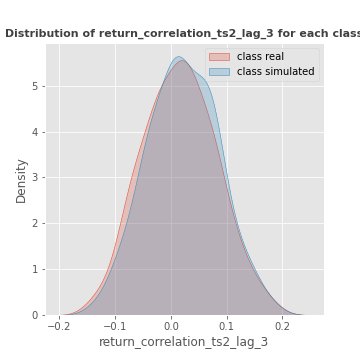 Distribution of return_correlation_ts2_lag_3 for each class
class real
class simulated
Density
5
4
3
2
1
0
−0.2
−0.1
0.0
0.1
0.2
return_correlation_ts2_lag_3